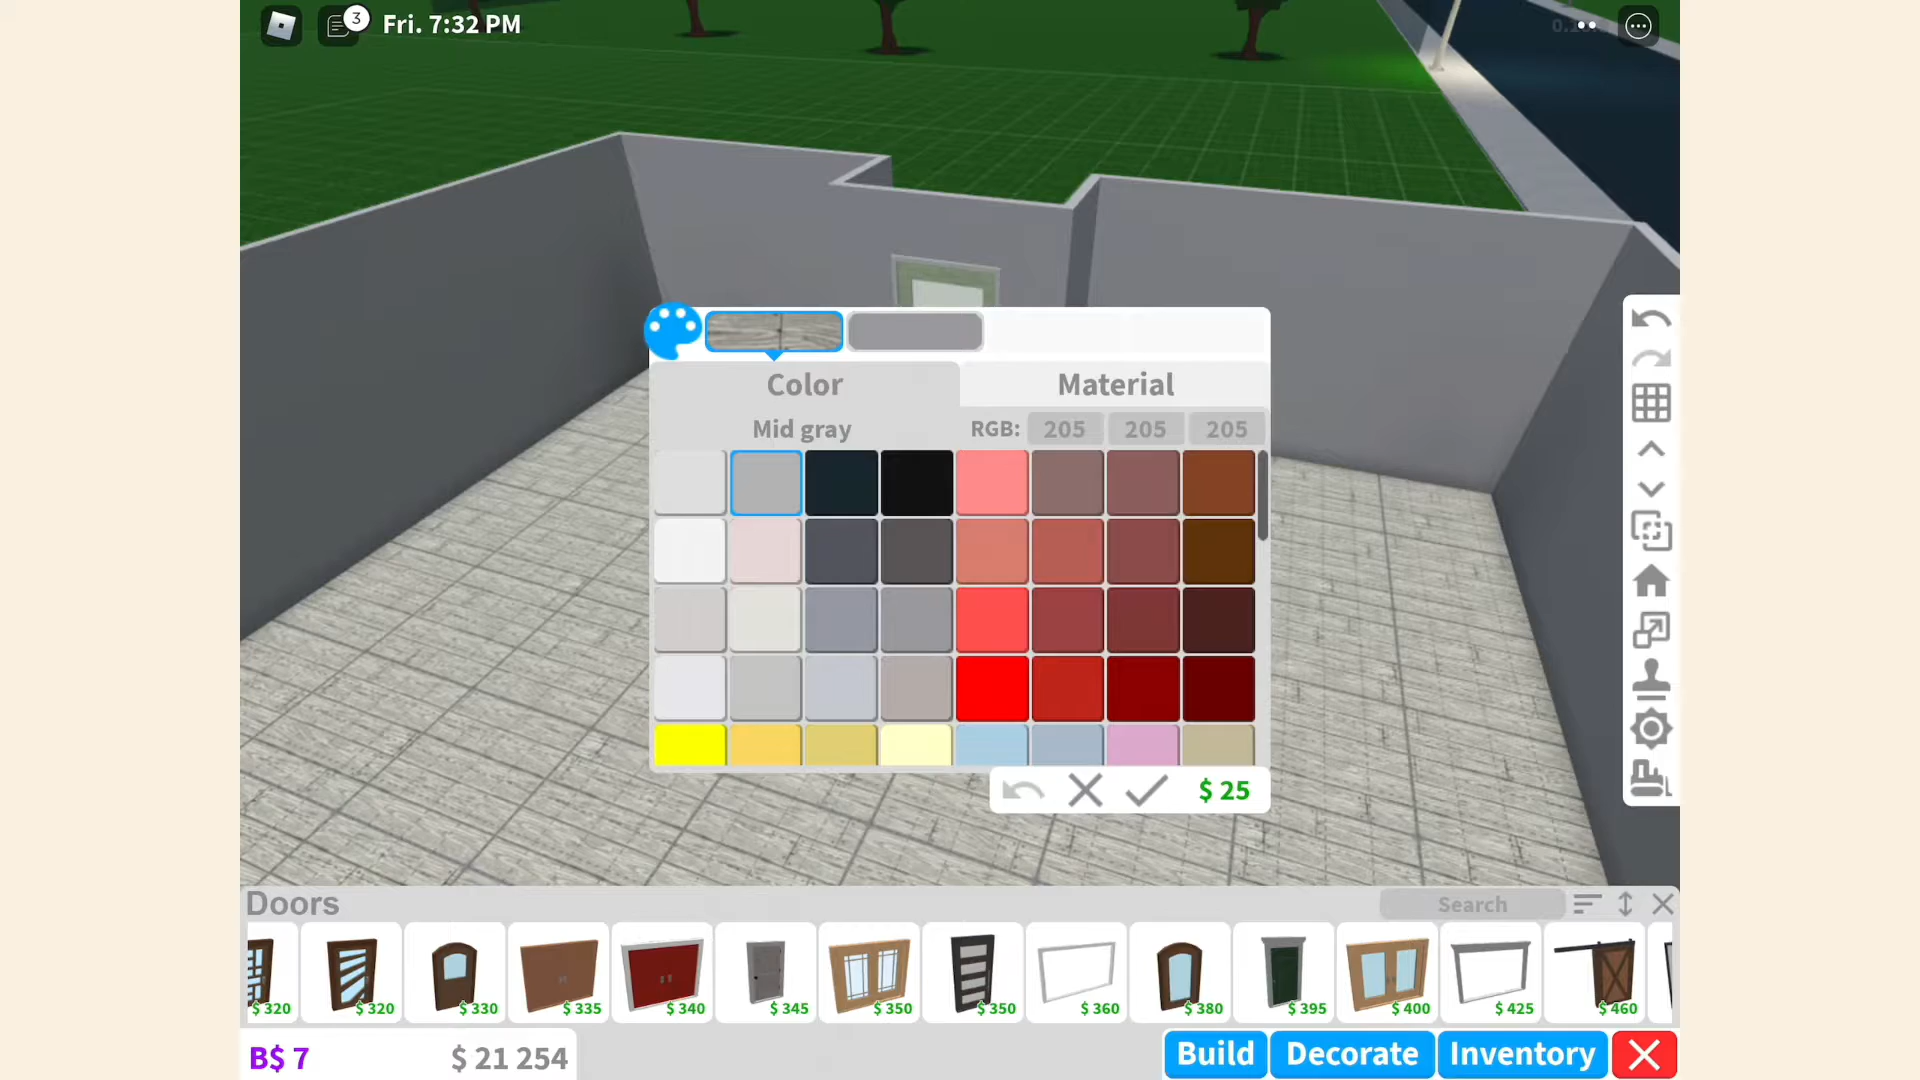 3
Fri. 7:32 PM
Color
Material
Mid gray
RGB: 205 205 205
$ 25
Doors
Search
$ 320
$ 320
$ 330
$ 335
$ 340
$ 345
$ 350
$ 350
$ 360
$ 380
$ 395
$ 400
$ 425
$ 460
B$ 7
$ 21 254
Build
Decorate
Inventory